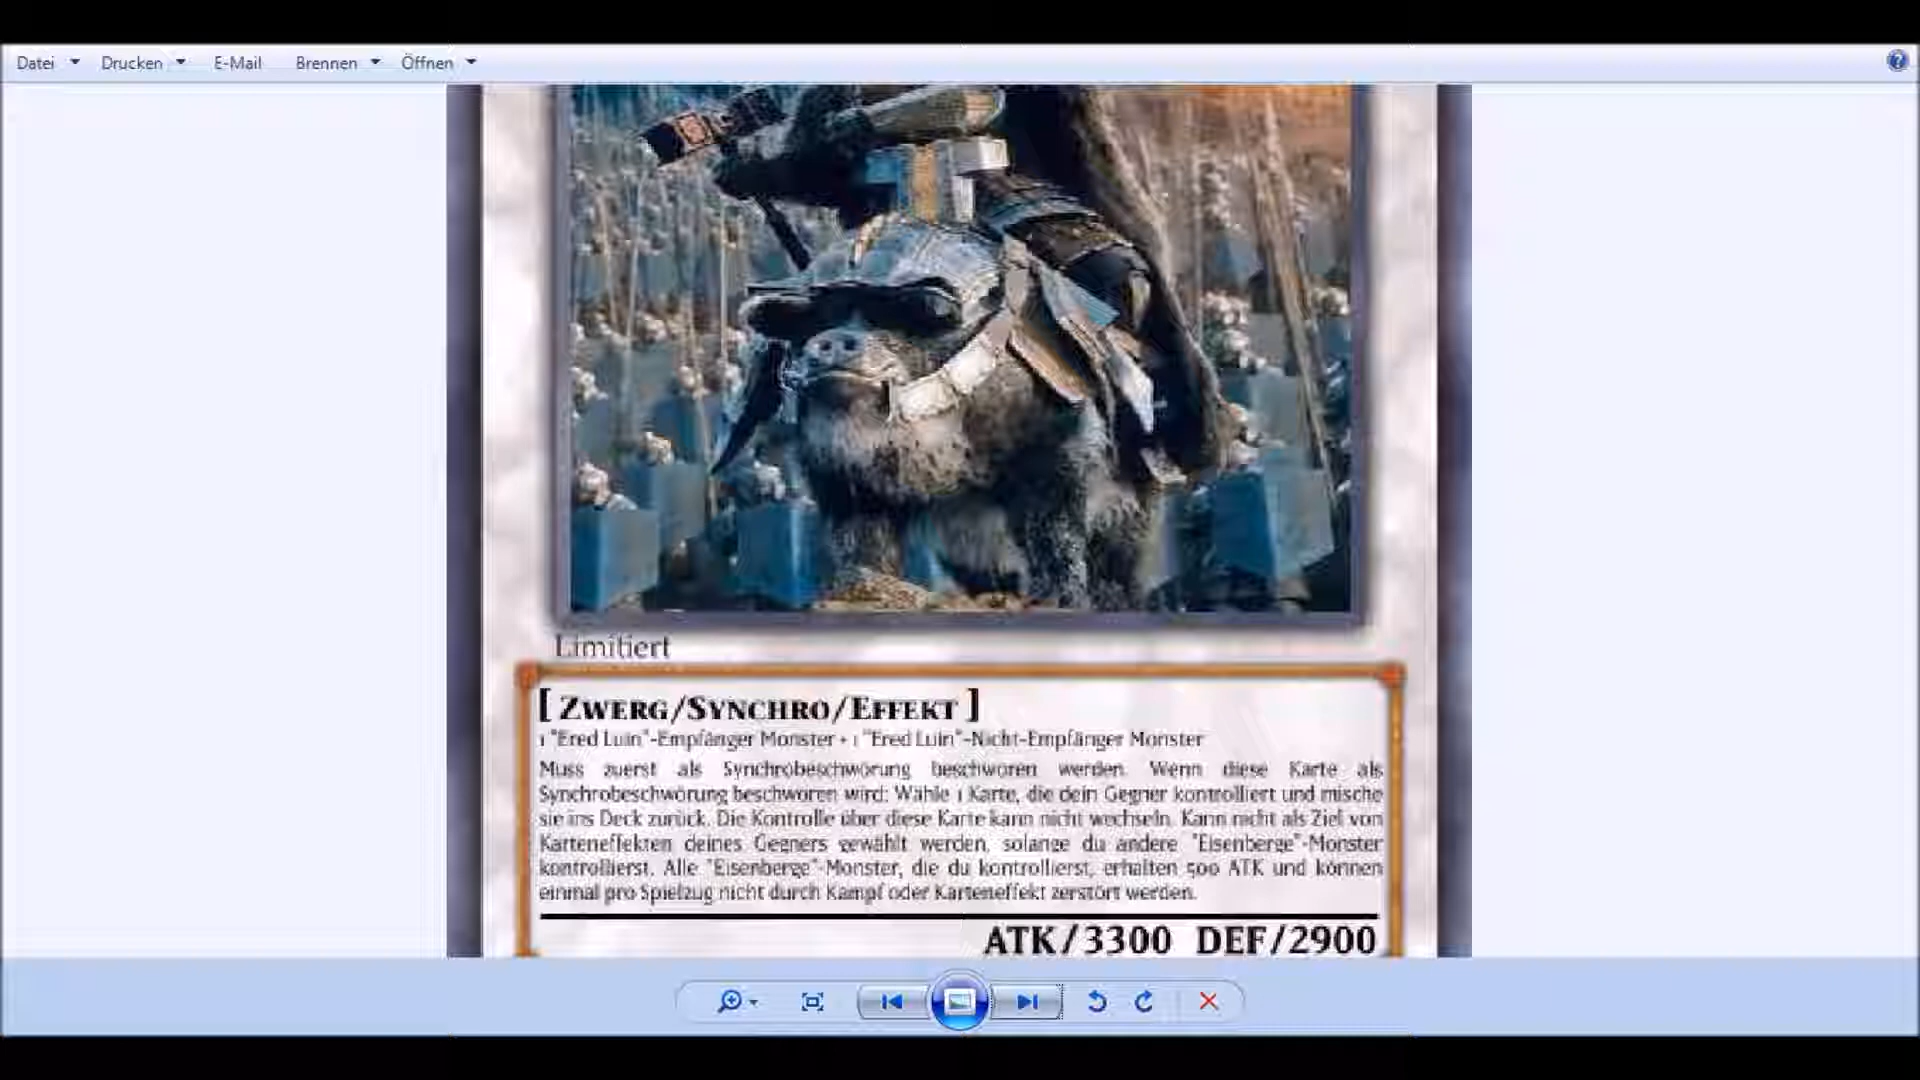 Datei Drucken E-Mail Brennen Öffnen
Limitiert
[ Zwerg/Synchro/Effekt ]
1 "Ered Luin"-Empfänger Monster + 1 "Ered Luin"-Nicht-Empfänger Monster
Muss zuerst als Synchrobeschwörung beschworen werden. Wenn diese Karte als
Synchrobeschwörung beschworen wird: Wähle 1 Karte, die dein Gegner kontrolliert und mische
sie ins Deck zurück. Die Kontrolle über diese Karte kann nicht wechseln. Kann nicht als Ziel von
Karteneffekten deines Gegners gewählt werden, solange du andere "Eisenberge"-Monster
kontrollierst. Alle "Eisenberge"-Monster, die du kontrollierst, erhalten 500 ATK und können
einmal pro Spielzug nicht durch Kampf oder Karteneffekt zerstört werden.
ATK/3300 DEF/2900